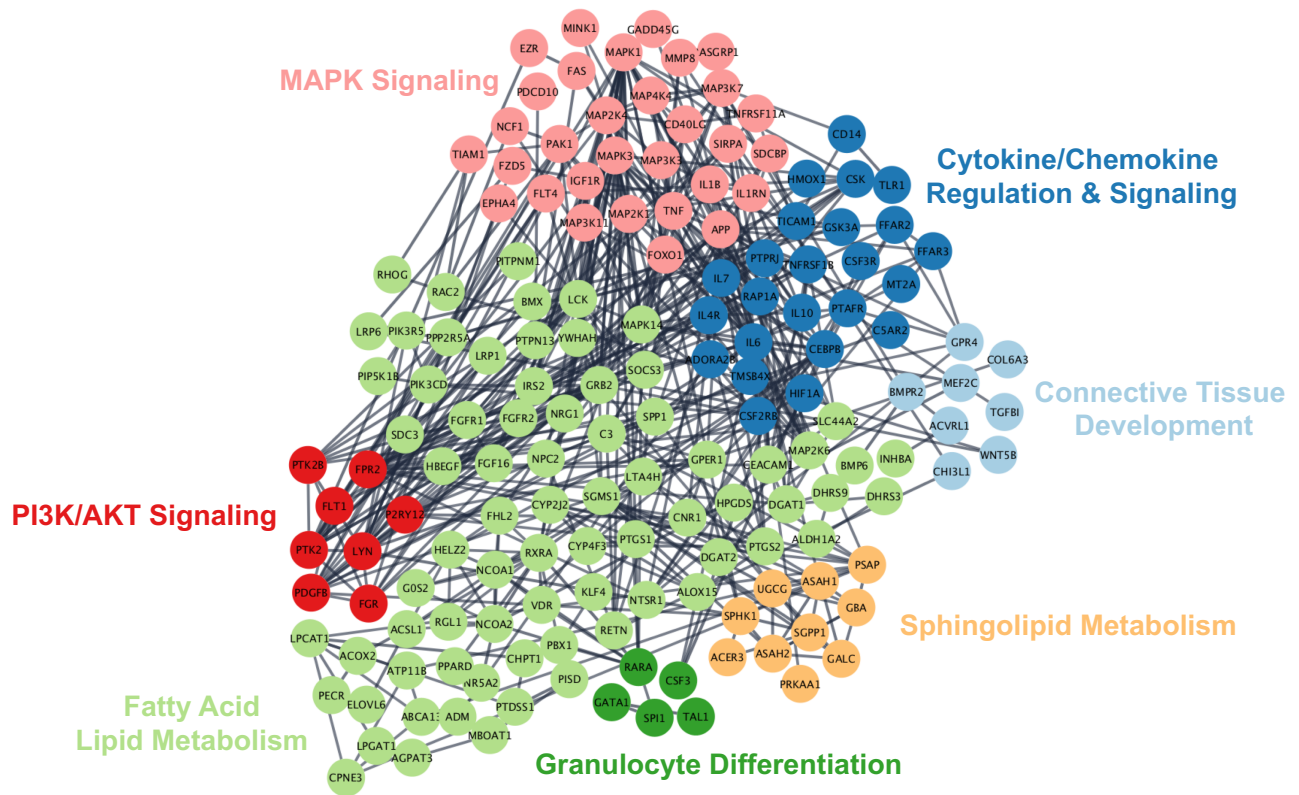 MINK1
GADD45G
EZR
MAPK1
MMP8
ASGRP1
MAPK Signaling
FAS
PDCD10
MAP4K4
MAP3K7
MAP2K4
NFRSF11A
NCF1
CD40LG
CD14
PAK1
SIRPA
TIAM1
MAPK3
MAP3K3
SDCBP
Cytokine/Chemokine
Regulation & Signaling
FZD5
IGF1R
HMOX1
CSK
TLR1
FLT4
IL1B
IL1RN
EPHA4
MAP3K11
MAP2K1
TNF
APP
TICAM1
GSK3A
FFAR2
FOXO1
PTPRJ
TNFRSF1B
CSF3R
FFAR3
RHOG
PITPNM1
IL7
MT2A
RAC2
BMX
LCK
RAP1A
IL10
PTAFR
IL4R
MAPK14
C5AR2
LRP6
PIK3R5
PPP2R5A
PTPN13
YWHAH
IL6
CEBPB
GPR4
COL6A3
LRP1
ADORA2B
PIP5K1B
PIK3CD
IRS2
GRB2
SOCS3
TMSB4X
HIF1A
BMPR2
MEF2C
Connective Tissue
Development
FGFR1
FGFR2
NRG1
SPP1
CSF2RB
SLC44A2
ACVRL1
TGFBI
SDC3
C3
MAP2K6
WNT5B
PTK2B
FPR2
HBEGF
FGF16
NPC2
LTA4H
GPER1
CEACAM1
BMP6
INHBA
CHI3L1
PI3K/AKT Signaling
FLT1
P2RY12
FHL2
CYP2J2
SGMS1
CNR1
HPGDS
DGAT1
DHRS9
DHRS3
PTK2
LYN
HELZ2
RXRA
CYP4F3
PTGS1
DGAT2
PTGS2
ALDH1A2
NCOA1
PSAP
PDGFB
FGR
G0S2
VDR
KLF4
NTSR1
ALOX15
UGCG
ASAH1
GBA
LPCAT1
ACSL1
RGL1
NCOA2
RETN
SPHK1
SGPP1
Sphingolipid Metabolism
ACOX2
ATP11B
PPARD
CHPT1
PBX1
RARA
ACER3
ASAH2
GALC
PECR
ELOVL6
NR5A2
PISD
CSF3
PRKAA1
Fatty Acid
Lipid Metabolism
ABCA13
ADM
PTDSS1
GATA1
SPI1
TAL1
LPGAT1
AGPAT3
MBOAT1
CPNE3
Granulocyte Differentiation